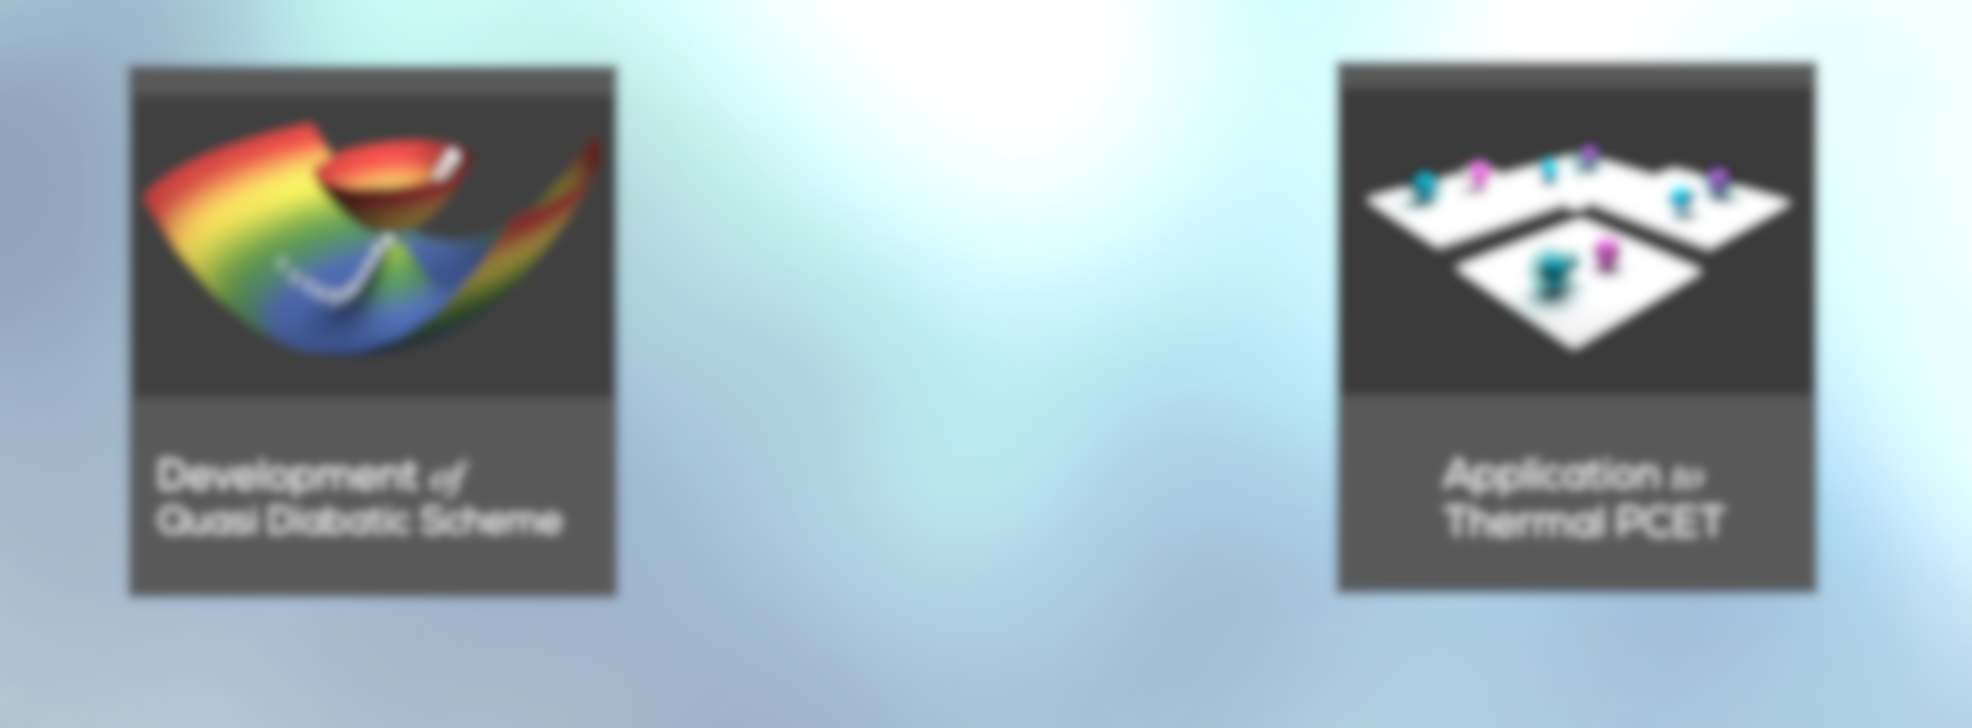 Development of
Quasi Diabatic Scheme
Application to
Thermal PCET